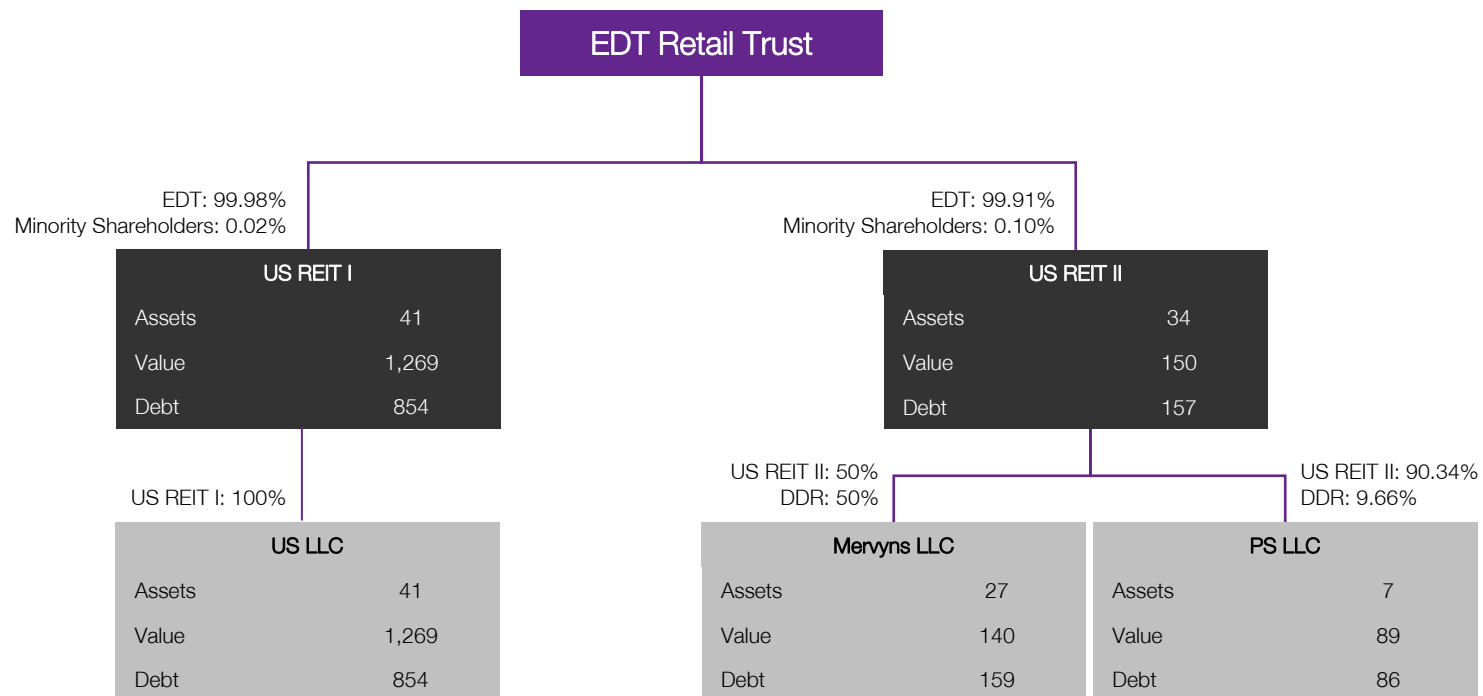 EDT Retail Trust
EDT: 99.98%
Minority Shareholders: 0.02%
EDT: 99.91%
Minority Shareholders: 0.10%
US REIT I
Assets 41
Value 1,269
Debt 854
US REIT II
Assets 34
Value 150
Debt 157
US REIT I: 100%
US REIT II: 50%
DDR: 50%
US REIT II: 90.34%
DDR: 9.66%
US LLC
Assets 41
Value 1,269
Debt 854
Mervyns LLC
Assets 27
Value 140
Debt 159
PS LLC
Assets 7
Value 89
Debt 86